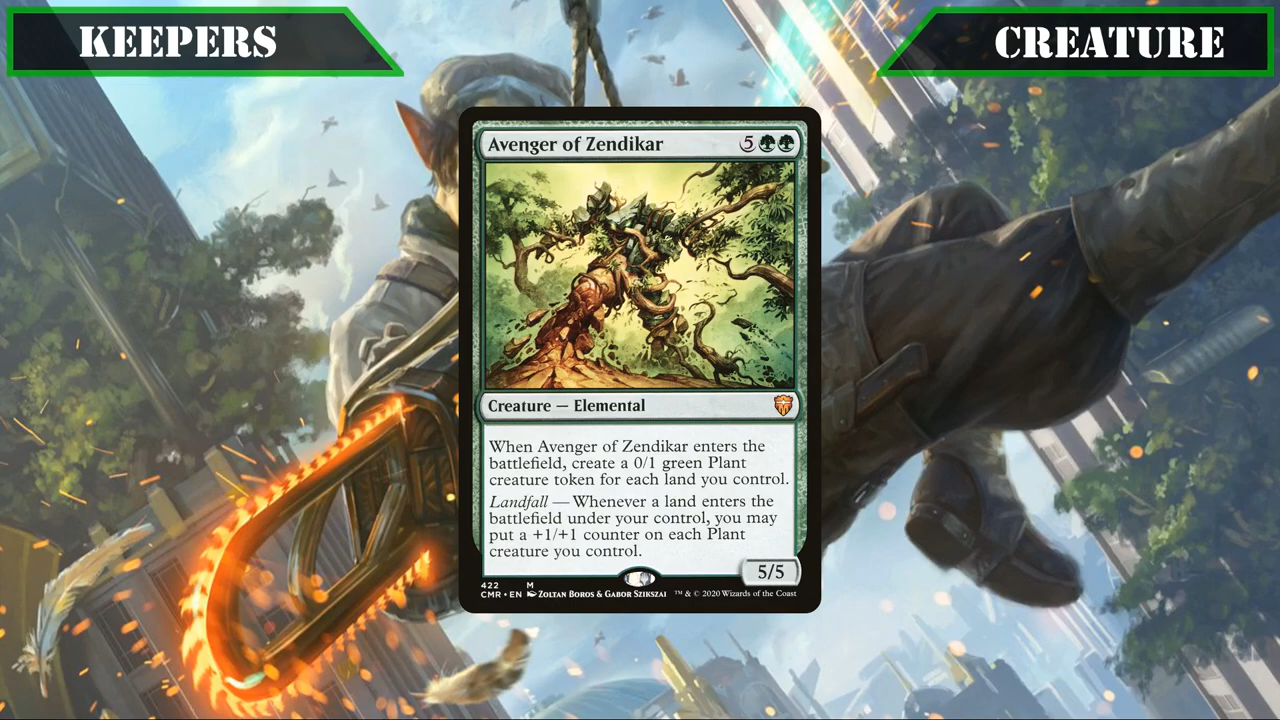 KEEPERS
CREATURE
Avenger of Zendikar 5
Creature — Elemental
When Avenger of Zendikar enters the
battlefield, create a 0/1 green Plant
creature token for each land you control.
Landfall — Whenever a land enters the
battlefield under your control, you may
put a +1/+1 counter on each Plant
creature you control.
5/5
422 M
CMR • EN Zoltan Boros & Gabor Szikszai ™ & © 2020 Wizards of the Coast